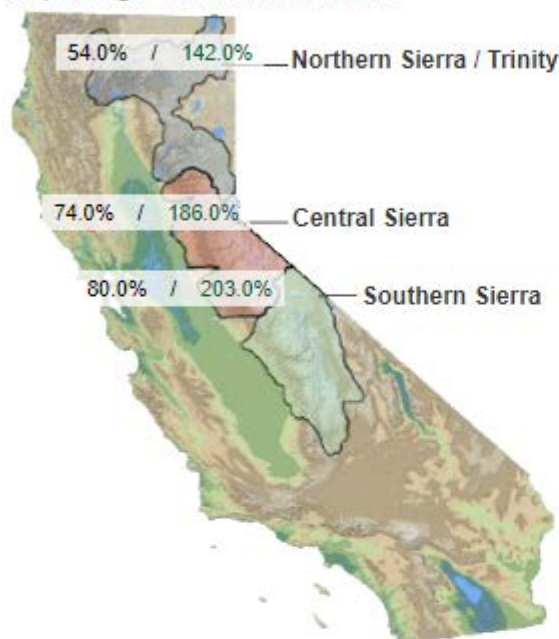 54.0% / 142.0% Northern Sierra / Trinity
74.0% / 186.0% Central Sierra
80.0% / 203.0% Southern Sierra